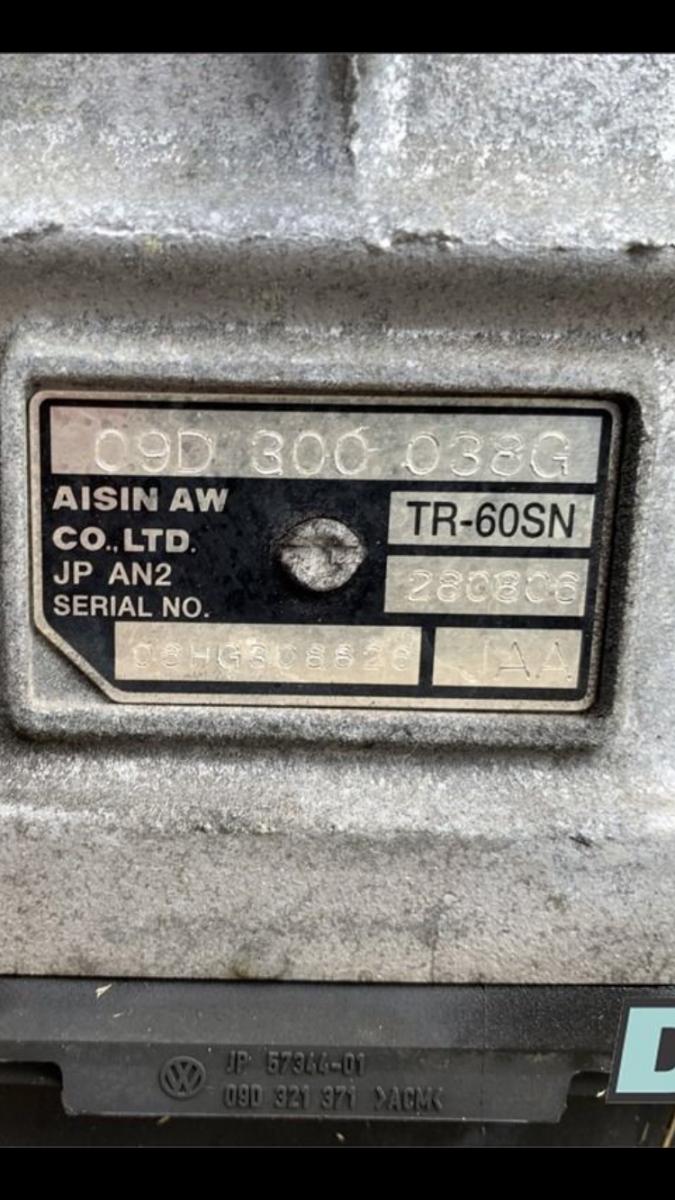 09D 300 038G
AISIN AW
CO., LTD.
TR-60SN
JP AN2
280806
SERIAL NO.
08HG308826
JAA
JP 57344-01
09D 321 371 >ACM<